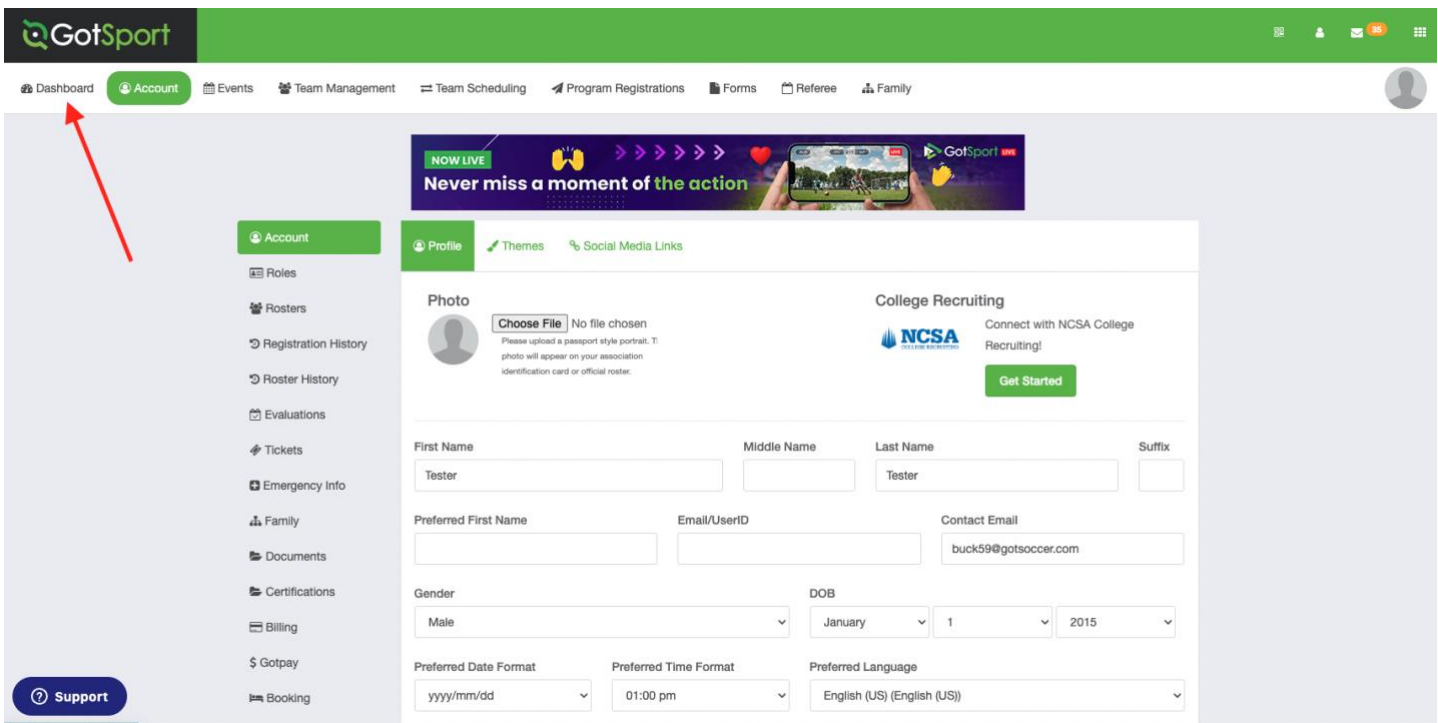 GotSport
35
Dashboard
Account
Events
Team Management
Team Scheduling
Program Registrations
Forms
Referee
Family
NOW LIVE
Never miss a moment of the action
GotSport LIVE
Account
Roles
Rosters
Registration History
Roster History
Evaluations
Tickets
Emergency Info
Family
Documents
Certifications
Billing
$ Gotpay
Booking
Support
Profile
Themes
Social Media Links
Photo
Choose File No file chosen
Please upload a passport style portrait. T
photo will appear on your association
identification card or official roster.
College Recruiting
NCSA
COLLEGE RECRUITING
Connect with NCSA College
Recruiting!
Get Started
First Name
Middle Name
Last Name
Suffix
Tester
Tester
Preferred First Name
Email/UserID
Contact Email
buck59@gotsoccer.com
Gender
DOB
Male
January
1
2015
Preferred Date Format
Preferred Time Format
Preferred Language
yyyy/mm/dd
01:00 pm
English (US) (English (US))